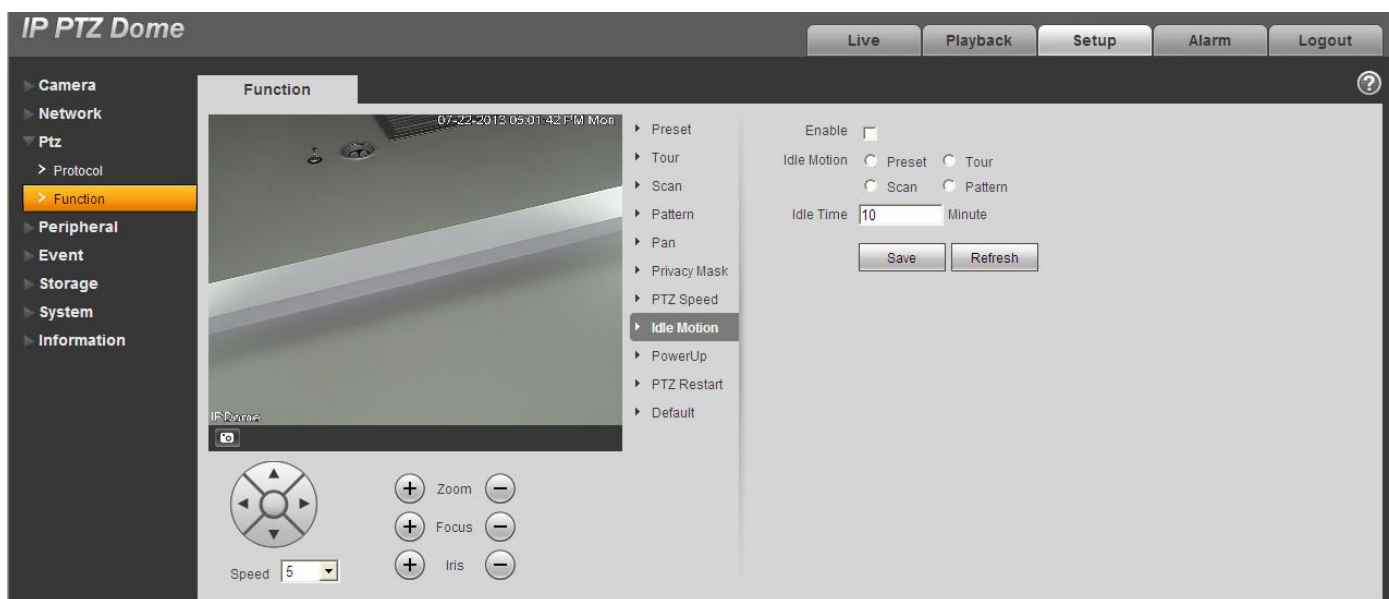 IP PTZ Dome
Live Playback Setup Alarm Logout
Camera
Network
Ptz
Protocol
Function
Peripheral
Event
Storage
System
Information
Function
07-22-2013 05:01:42 PM Mon
IP Dome
Speed 5
Zoom
Focus
Iris
Preset
Tour
Scan
Pattern
Pan
Privacy Mask
PTZ Speed
Idle Motion
PowerUp
PTZ Restart
Default
Enable
Idle Motion Preset Tour
Scan Pattern
Idle Time 10 Minute
Save Refresh